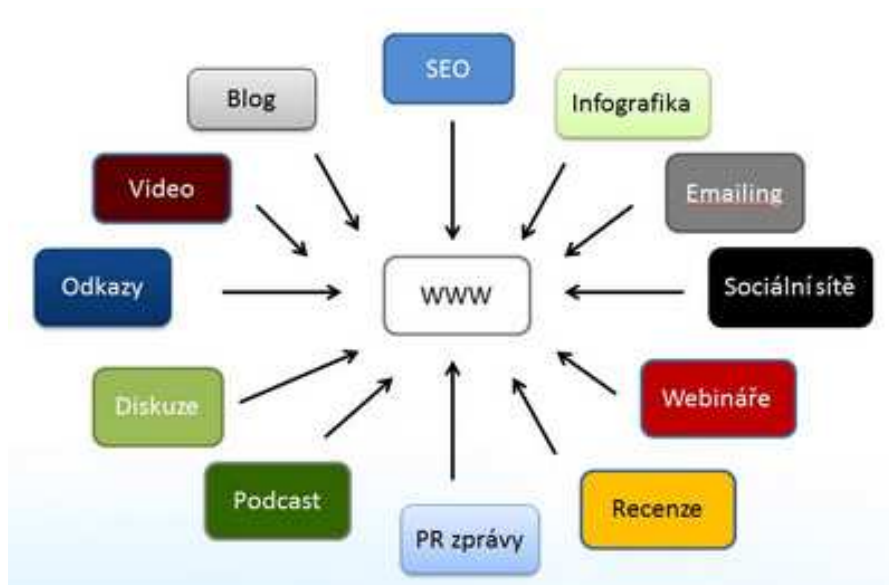 SEO
Blog
Infografika
Video
Emailing
Odkazy
WWW
Sociální sítě
Diskuze
Webináře
Podcast
Recenze
PR zprávy